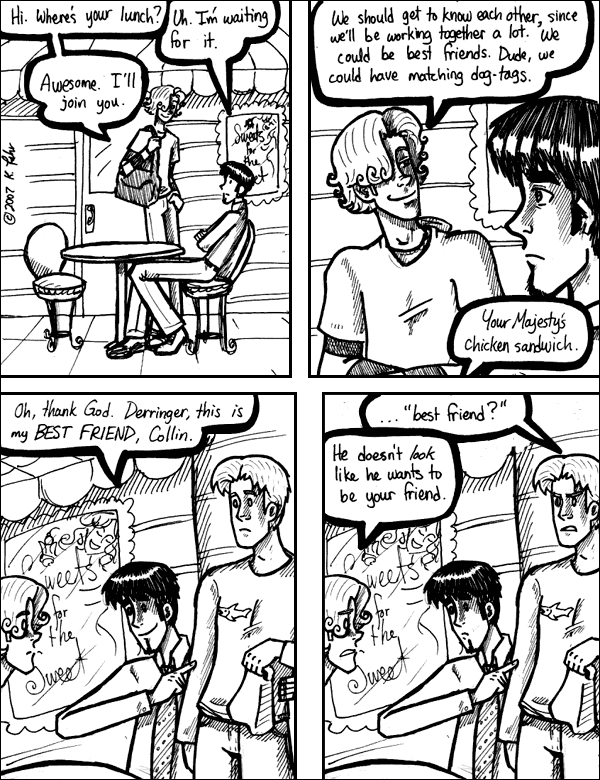 Hi. Where's your lunch?
Uh. I'm waiting
for it.
Awesome. I'll
join you.
Sweets
for
the
©2007 K.
We should get to know each other, since
we'll be working together a lot. We
could be best friends. Dude, we
could have matching dog-tags.
Your Majesty's
chicken sandwich.
Oh, thank God. Derringer, this is
my BEST FRIEND, Collin.
Sweets
for
the
Sweet
..."best friend?"
He doesn't look
like he wants to
be your friend.
Sweets
for
the
Sweet